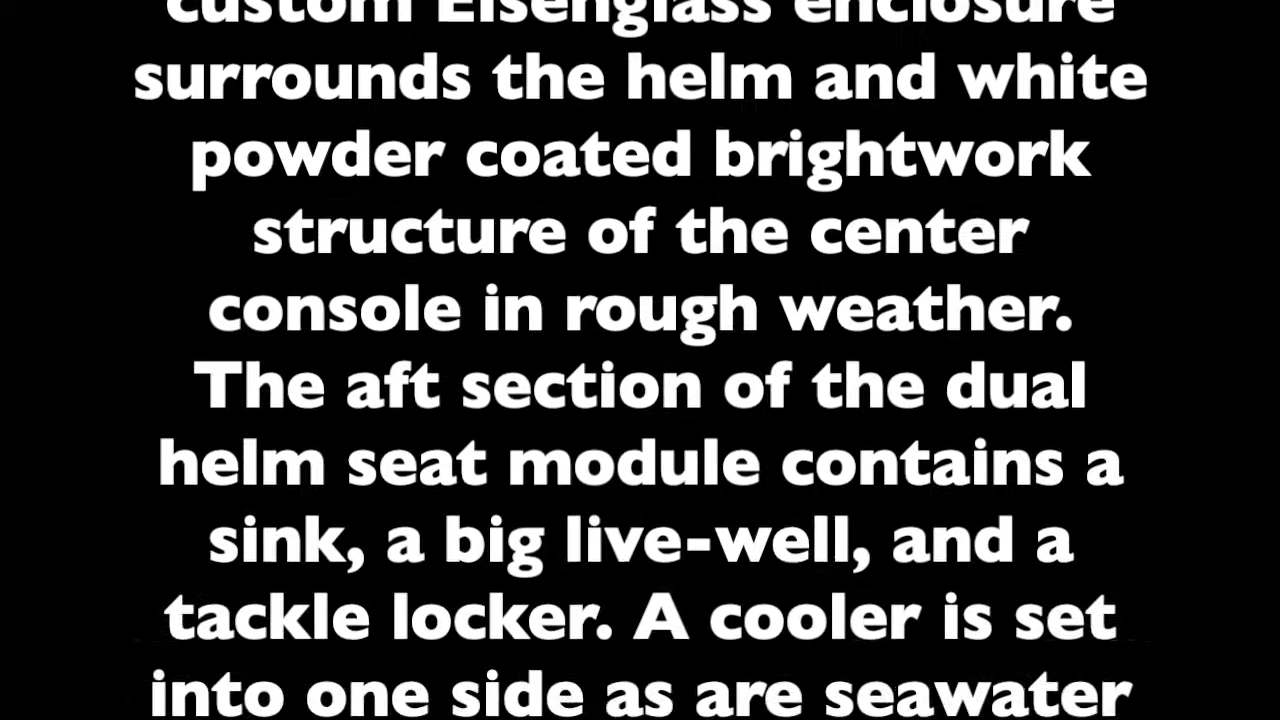 custom Eisenglass enclosure
surrounds the helm and white
powder coated brightwork
structure of the center
console in rough weather.
The aft section of the dual
helm seat module contains a
sink, a big live-well, and a
tackle locker. A cooler is set
into one side as are seawater